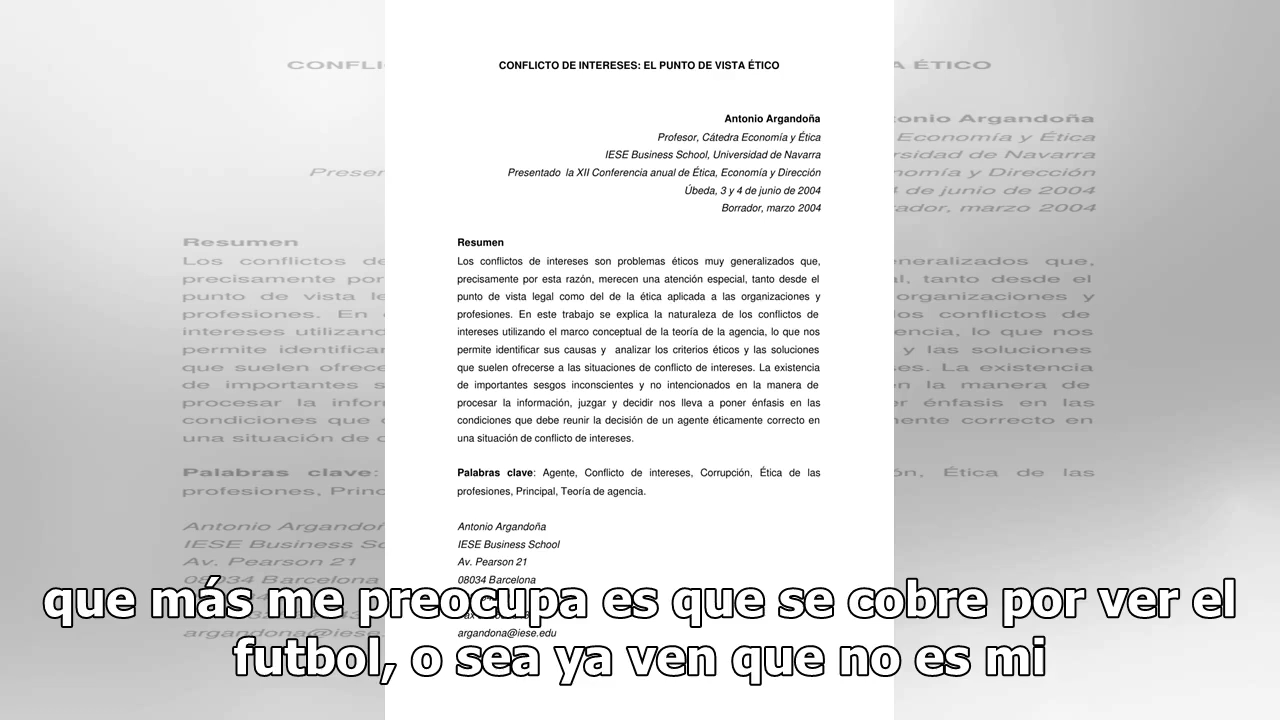 CONFLICTO DE INTERESES: EL PUNTO DE VISTA ÉTICO
Antonio Argandoña
Profesor, Cátedra Economía y Ética
IESE Business School, Universidad de Navarra
Presentado la XII Conferencia anual de Ética, Economía y Dirección
Úbeda, 3 y 4 de junio de 2004
Borrador, marzo 2004
Resumen
Los conflictos de intereses son problemas éticos muy generalizados que,
precisamente por esta razón, merecen una atención especial, tanto desde el
punto de vista legal como del de la ética aplicada a las organizaciones y
profesiones. En este trabajo se explica la naturaleza de los conflictos de
intereses utilizando el marco conceptual de la teoría de la agencia, lo que nos
permite identificar sus causas y analizar los criterios éticos y las soluciones
que suelen ofrecerse a las situaciones de conflicto de intereses. La existencia
de importantes sesgos inconscientes y no intencionados en la manera de
procesar la información, juzgar y decidir nos lleva a poner énfasis en las
condiciones que debe reunir la decisión de un agente éticamente correcto en
una situación de conflicto de intereses.
Palabras clave: Agente, Conflicto de intereses, Corrupción, Ética de las
profesiones, Principal, Teoría de agencia.
Antonio Argandoña
IESE Business School
Av. Pearson 21
08034 Barcelona
argandona@iese.edu
que más me preocupa es que se cobre por ver el
futbol, o sea ya ven que no es mi